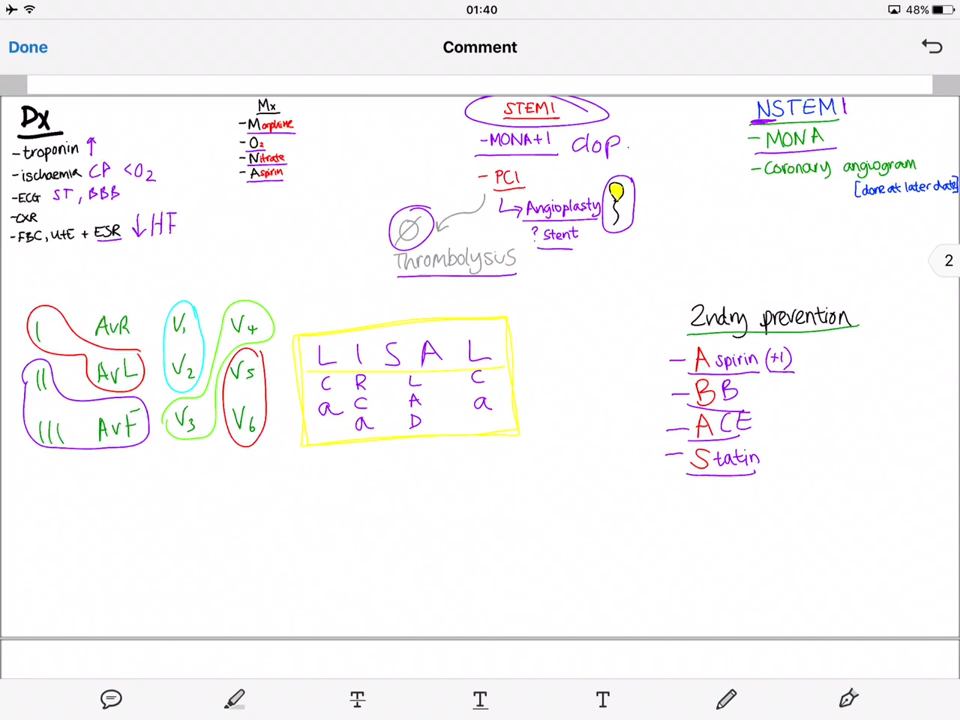 01:40
48%
Done
Comment
Dx
-troponin ↑
-ischaemia CP <O2
-ECG ST, BBB
-CXR
-FBC, U+E + ESR ↓HF
Mx
-Morphine
-O2
-Nitrate
-Aspirin
STEMI
-MONA+1 clop.
-PCI
↳Angioplasty
? Stent
Thrombolysus
NSTEMI
-MONA
-Coronary angiogram
[done at later date]
2
I AvR V1 V4
II AvL V2 V5
III AvF V3 V6
L I S A L
C R L C
a C A a
a D
2ndry prevention
- Aspirin (+1)
- BB
- ACE
- Statin
T T T